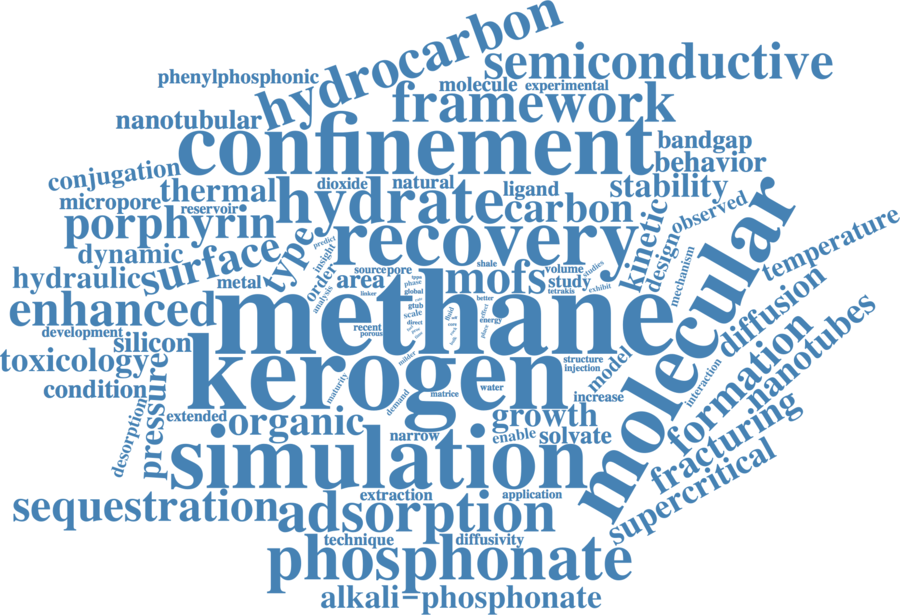 hydrocarbon
semiconductive
phenylphosphonic
molecule
experimental
framework
nanotubular
confinement
bandgap
behavior
conjugation
thermal
dioxide
natural
ligand
stability
micropore
reservoir
hydrate
carbon
observed
porphyrin
recovery
kinetic
design
molecular
temperature
predict
insight
type
order
analysis
dynamic
surface
hydraulic
metal
area
source
pore
mofs
shale
volume
study
studies
tetrakis
exhibit
mechanism
linker
phase
global
gtub
scale
direct
fluid
better
effect
energy
place
enhanced
methane
diffusion
development
silicon
recent
porous
toxicology
kerogen
milder
structure
injection
model
interaction
formation
nanotubes
condition
maturity
demand
matrice
water
increase
pressure
desorption
extended
organic
narrow
enable
growth
solvate
fracturing
simulation
supercritical
sequestration
extraction
application
adsorption
technique
diffusivity
phosphonate
alkali-phosphonate